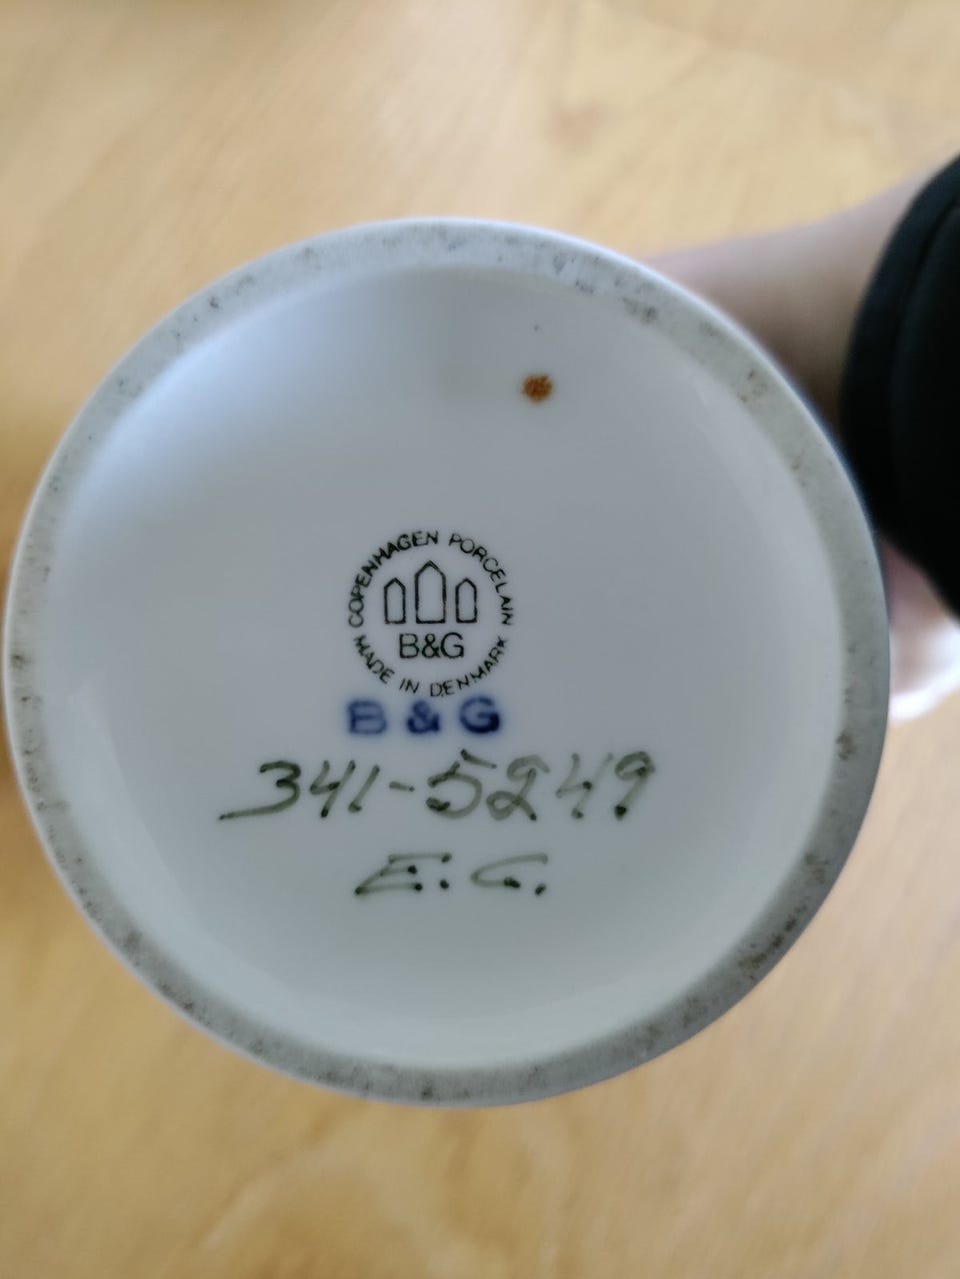 COPENHAGEN PORCELAIN
B&G
MADE IN DENMARK
B & G
341-5249
E.G.